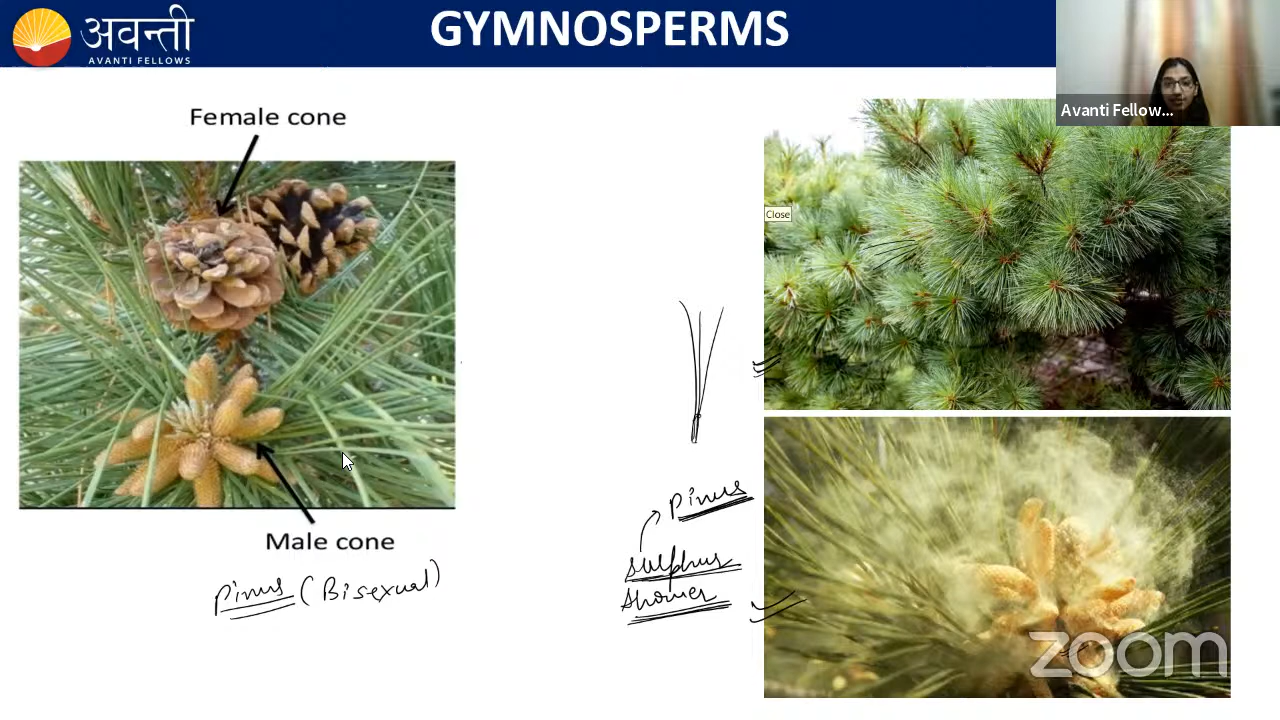 GYMNOSPERMS
अवन्ती
AVANTI FELLOWS
Avanti Fellow...
Female cone
Close
Pinus
Sulphur
Shower
Male cone
Pinus (Bisexual)
zoom